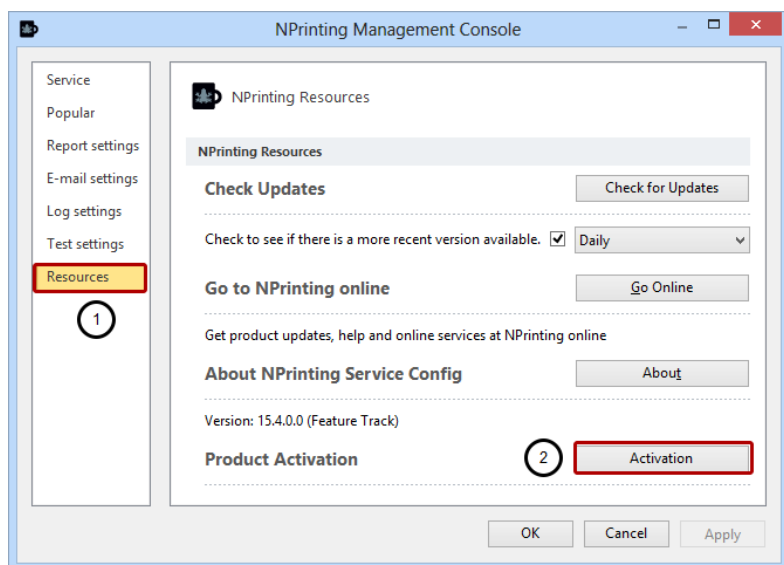 NPrinting Management Console
Service
Popular
Report settings
E-mail settings
Log settings
Test settings
Resources
1
NPrinting Resources
NPrinting Resources
Check Updates
Check for Updates
Check to see if there is a more recent version available.
Daily
Go to NPrinting online
Go Online
Get product updates, help and online services at NPrinting online
About NPrinting Service Config
About
Version: 15.4.0.0 (Feature Track)
Product Activation
2
Activation
OK
Cancel
Apply